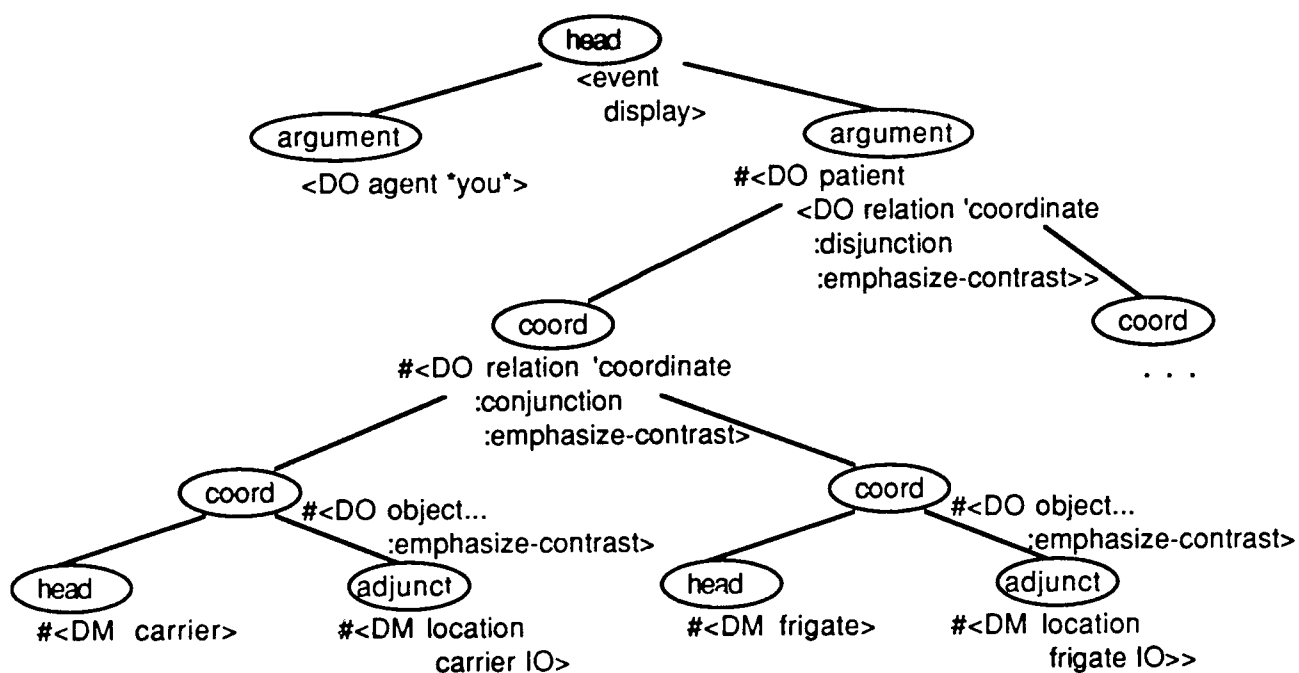 head
<event
display>
argument
argument
<DO agent *you*>
#<DO patient
<DO relation 'coordinate
:disjunction
:emphasize-contrast>>
coord
coord
#<DO relation 'coordinate
. . .
:conjunction
:emphasize-contrast>
coord
coord
#<DO object...
:emphasize-contrast>
#<DO object...
:emphasize-contrast>
head
adjunct
head
adjunct
#<DM carrier>
#<DM location
carrier IO>
#<DM frigate>
#<DM location
frigate IO>>